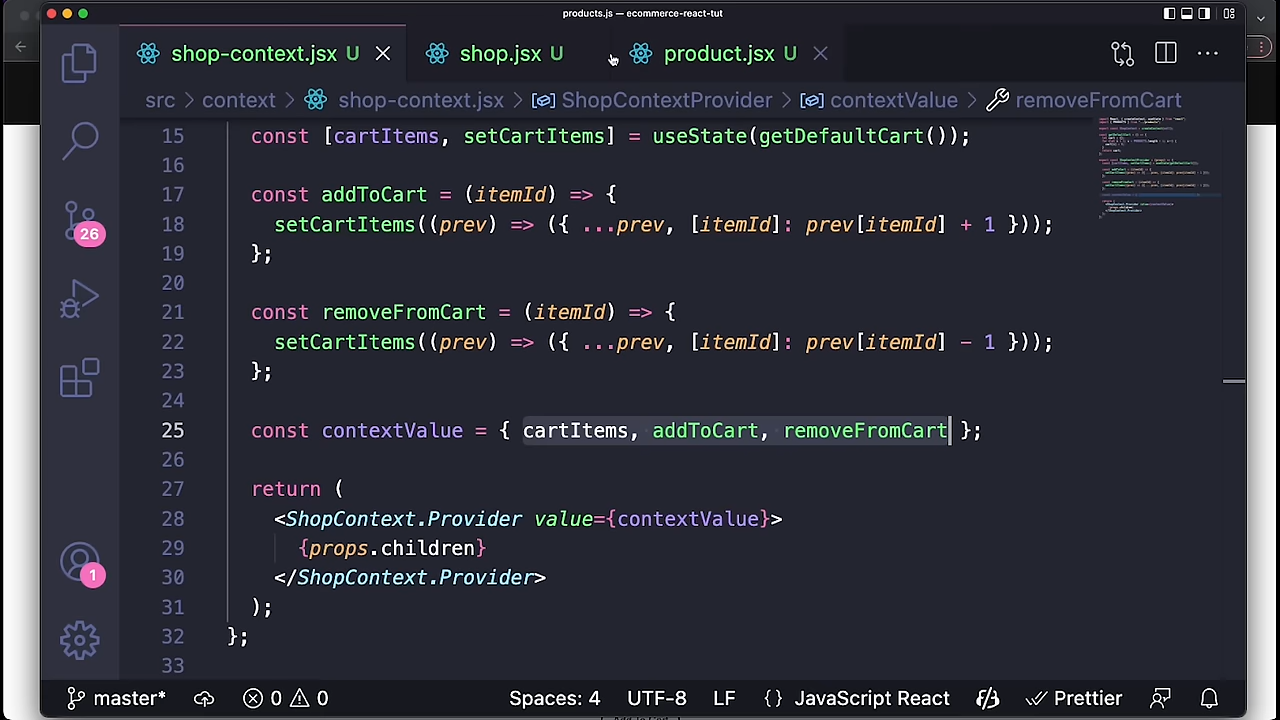 products.js — ecommerce-react-tut
shop-context.jsx U
shop.jsx U
product.jsx U
src > context > shop-context.jsx > ShopContextProvider > contextValue > removeFromCart
15 const [cartItems, setCartItems] = useState(getDefaultCart());
16
17 const addToCart = (itemId) => {
18 setCartItems((prev) => ({ ...prev, [itemId]: prev[itemId] + 1 }));
19 };
20
21 const removeFromCart = (itemId) => {
22 setCartItems((prev) => ({ ...prev, [itemId]: prev[itemId] - 1 }));
23 };
24
25 const contextValue = { cartItems, addToCart, removeFromCart };
26
27 return (
28 <ShopContext.Provider value={contextValue}>
29 {props.children}
30 </ShopContext.Provider>
31 );
32 };
33
26
1
master* 0 0 Spaces: 4 UTF-8 LF {} JavaScript React Prettier